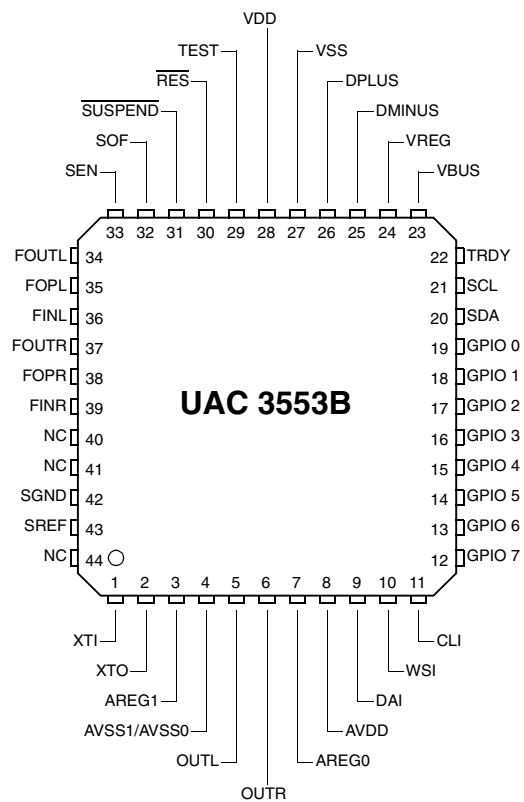 VDD
TEST VSS
R̅E̅S̅ DPLUS
S̅U̅S̅P̅E̅N̅D̅ DMINUS
SOF VREG
SEN VBUS
33 32 31 30 29 28 27 26 25 24 23
FOUTL 34 22 TRDY
FOPL 35 21 SCL
FINL 36 20 SDA
FOUTR 37 19 GPIO 0
FOPR 38 18 GPIO 1
UAC 3553B
FINR 39 17 GPIO 2
NC 40 16 GPIO 3
NC 41 15 GPIO 4
SGND 42 14 GPIO 5
SREF 43 13 GPIO 6
NC 44 12 GPIO 7
1 2 3 4 5 6 7 8 9 10 11
XTI CLI
XTO WSI
AREG1 DAI
AVSS1/AVSS0 AVDD
OUTL AREG0
OUTR